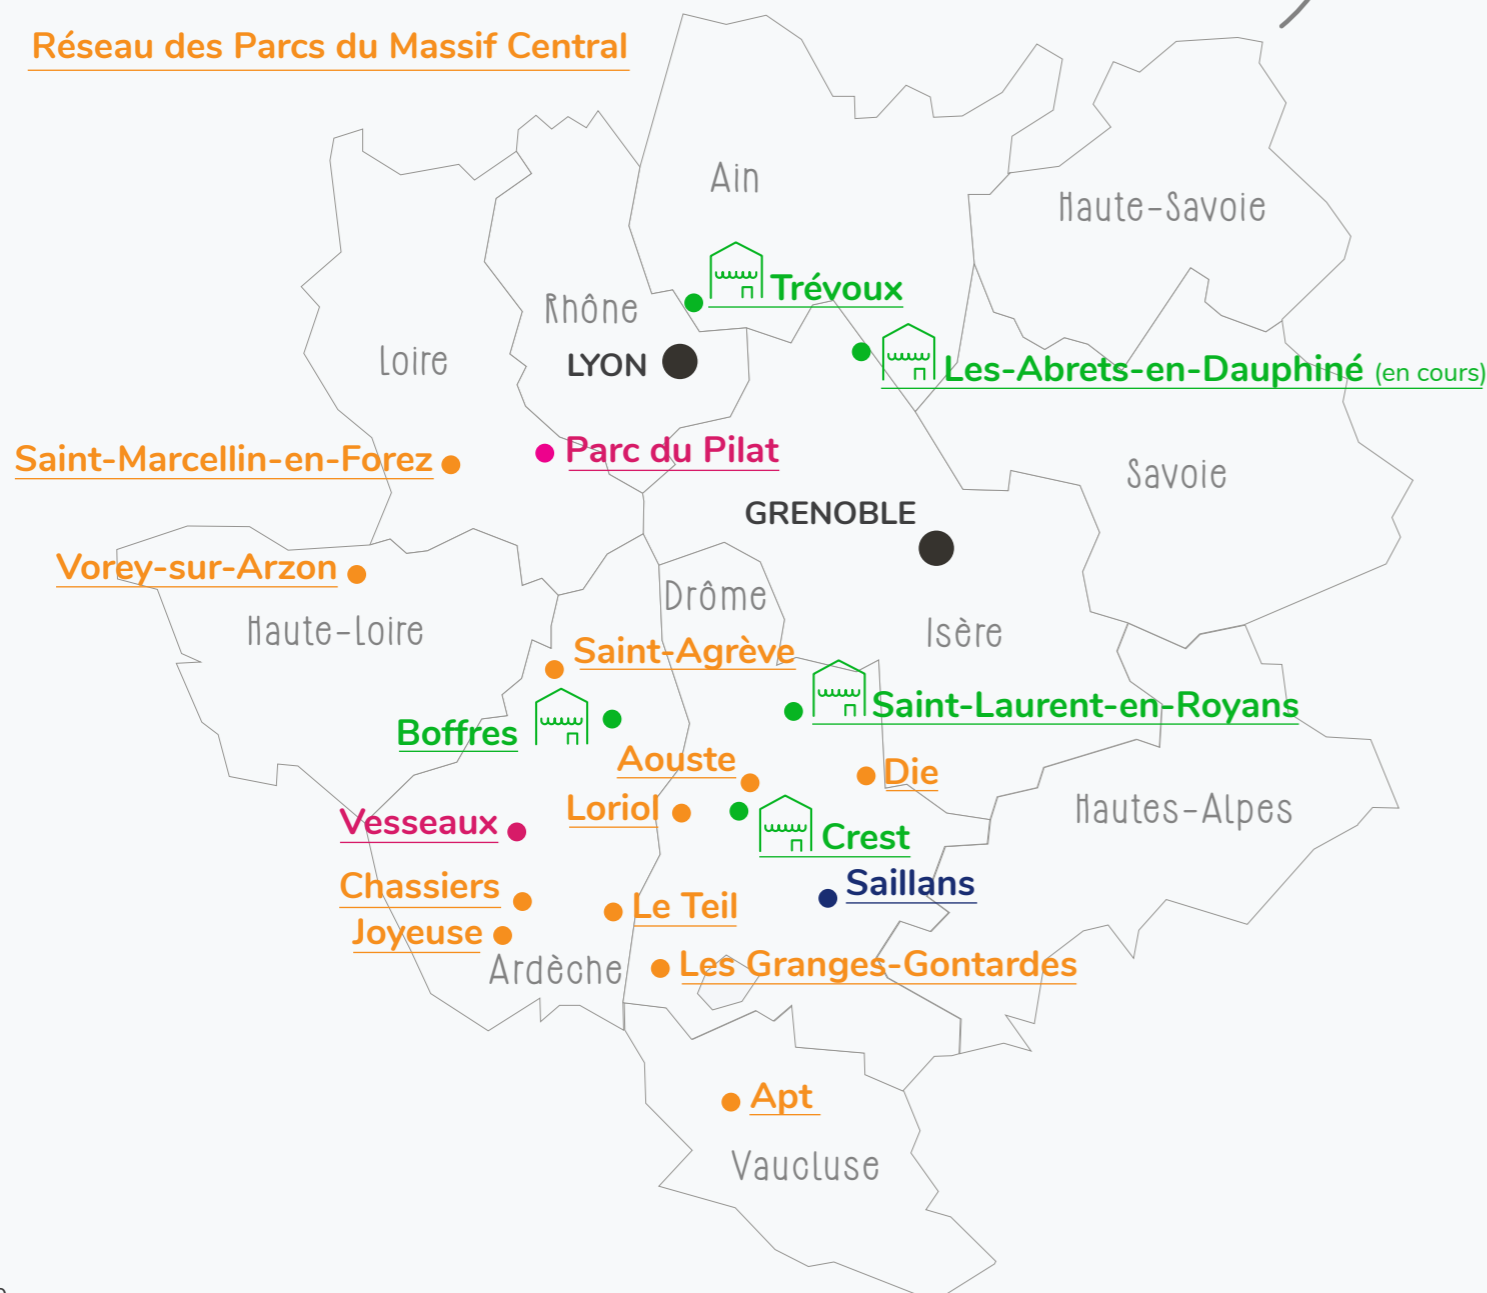 Réseau des Parcs du Massif Central
Ain
Haute-Savoie
Trévoux
Rhône
Loire
LYON
Les-Abrets-en-Dauphiné (en cours)
Saint-Marcellin-en-Forez
Parc du Pilat
Savoie
GRENOBLE
Vorey-sur-Arzon
Drôme
Haute-Loire
Isère
Saint-Agrève
Saint-Laurent-en-Royans
Boffres
Aouste
Die
Loriol
Hautes-Alpes
Vesseaux
Crest
Chassiers
Saillans
Le Teil
Joyeuse
Ardèche
Les Granges-Gontardes
Apt
Vaucluse